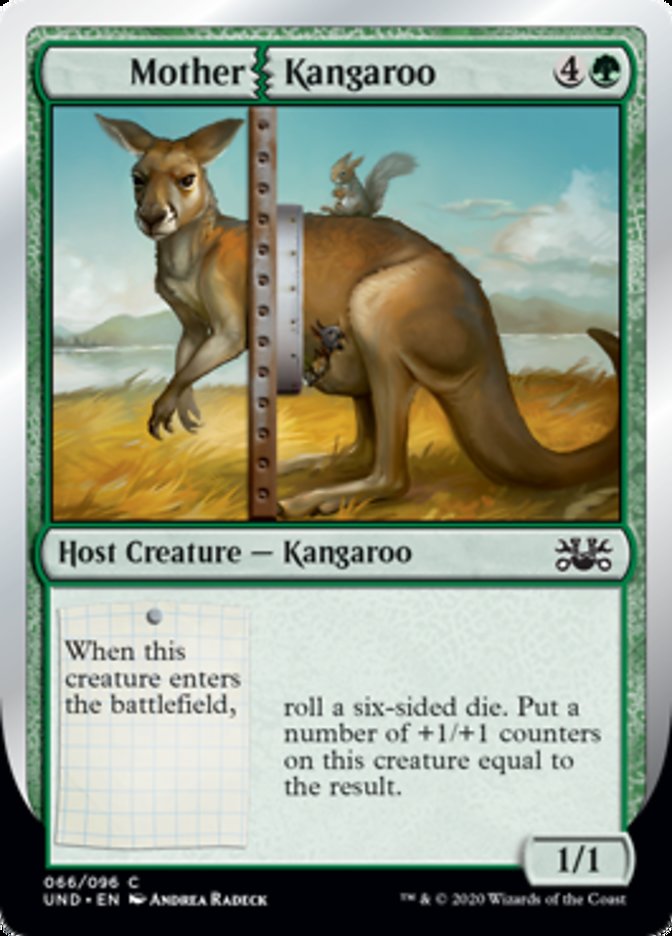 Mother Kangaroo 4
Host Creature — Kangaroo
When this
creature enters
the battlefield,
roll a six-sided die. Put a
number of +1/+1 counters
on this creature equal to
the result.
1/1
066/096 C
UND • EN Andrea Radeck
™ & © 2020 Wizards of the Coast